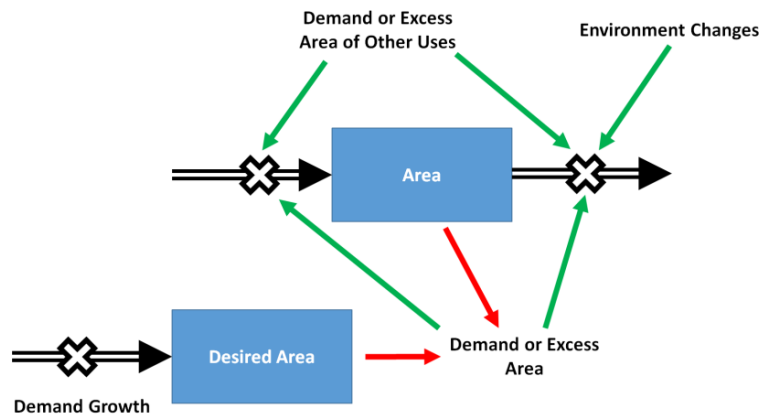 Demand or Excess
Area of Other Uses
Environment Changes
Area
Desired Area
Demand or Excess
Area
Demand Growth